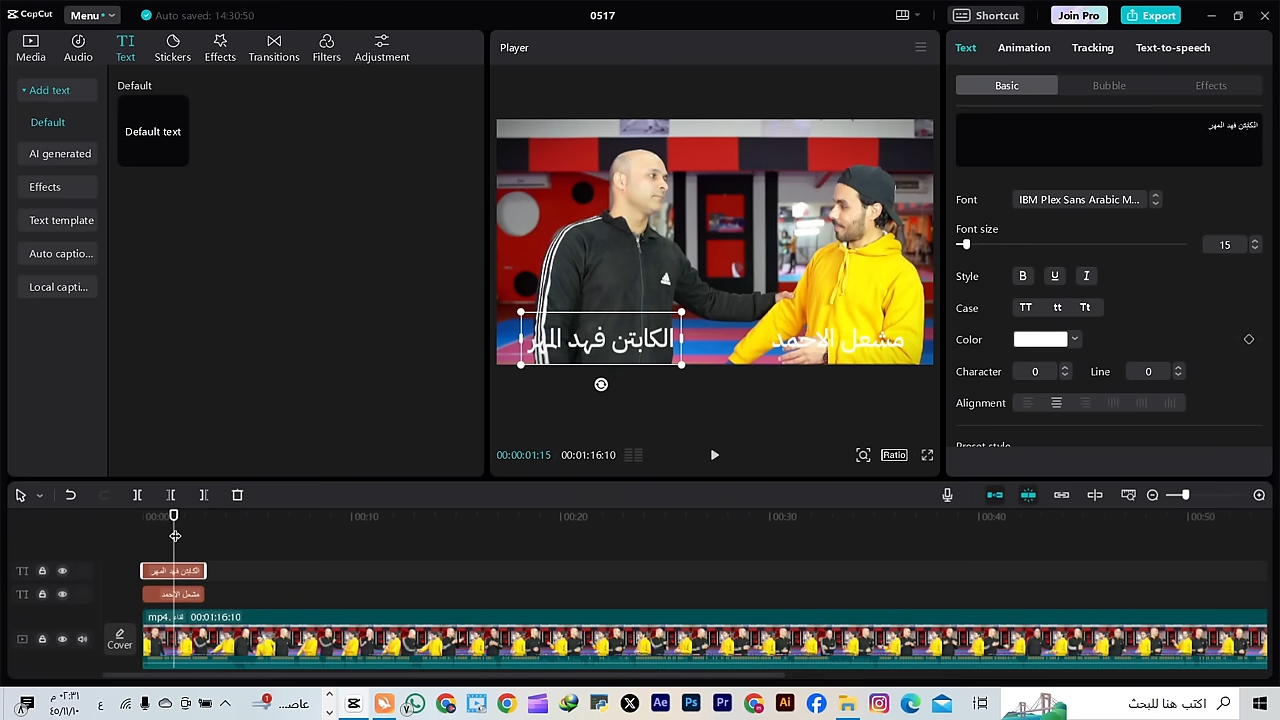 CapCut
Menu
Auto saved: 14:30:50
0517
Shortcut
Join Pro
Export
Media
Audio
Text
Stickers
Effects
Transitions
Filters
Adjustment
Add text
Default
AI generated
Effects
Text template
Auto captio...
Local capti...
Default
Default text
Player
الكابتن فهد المهر
مشعل الاحمد
00:00:01:15
00:01:16:10
Ratio
Text
Animation
Tracking
Text-to-speech
Basic
Bubble
Effects
الكابتن فهد المهر
Font
IBM Plex Sans Arabic M...
Font size
15
Style
B U I
Case
TT tt Tt
Color
Character
0
Line
0
Alignment
00:10
00:20
00:30
00:40
00:50
الكابتن فهد المهر
مشعل الاحمد
00:01:16:10
Cover
اكتب هنا للبحث